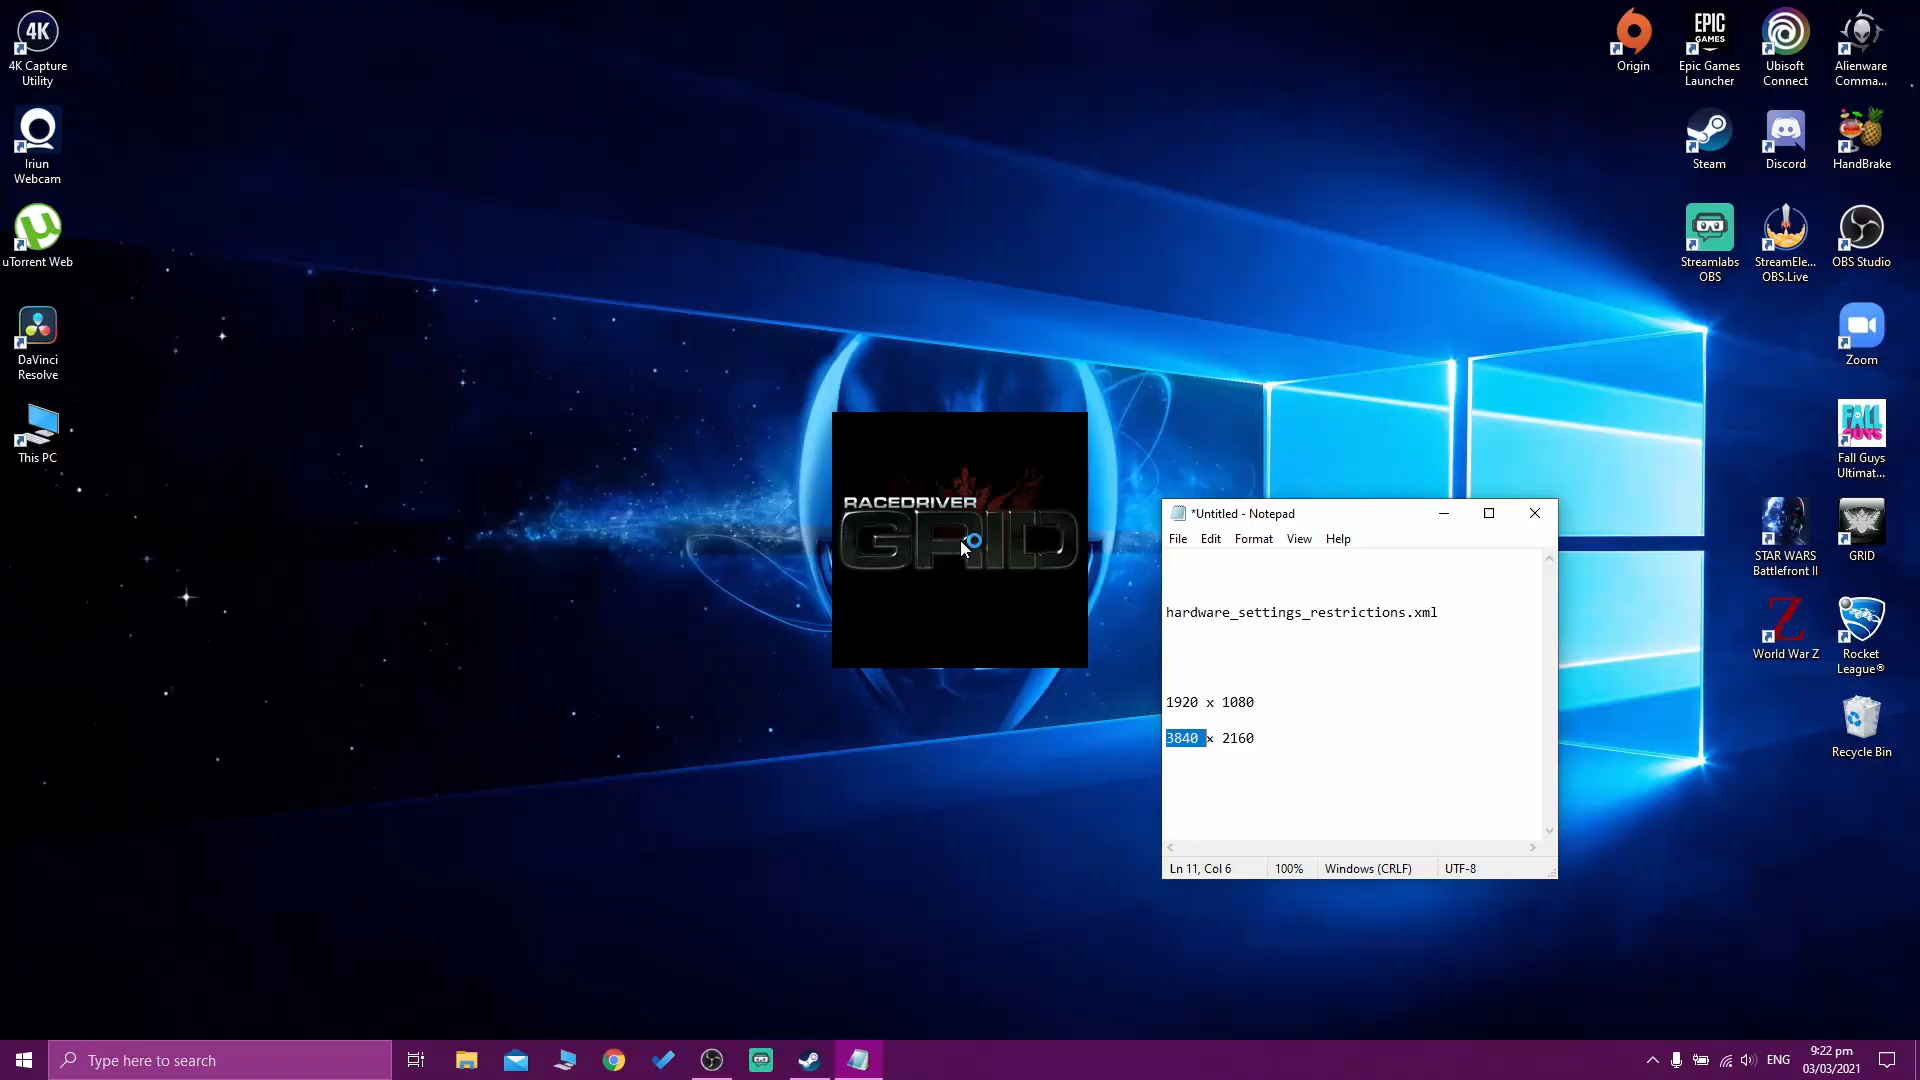 4K
4K Capture
Utility
Iriun
Webcam
uTorrent Web
DaVinci
Resolve
This PC
Origin
EPIC
GAMES
Epic Games
Launcher
Ubisoft
Connect
Alienware
Comma...
Steam
Discord
HandBrake
Streamlabs
OBS
StreamEle...
OBS.Live
OBS Studio
Zoom
FALL
GUYS
Fall Guys
Ultimat...
STAR WARS
Battlefront II
GRID
World War Z
Rocket
League®
Recycle Bin
RACEDRIVER
GRID
*Untitled - Notepad
File Edit Format View Help
hardware_settings_restrictions.xml
1920 x 1080
3840 x 2160
Ln 11, Col 6 100% Windows (CRLF) UTF-8
Type here to search
ENG
9:22 pm
03/03/2021